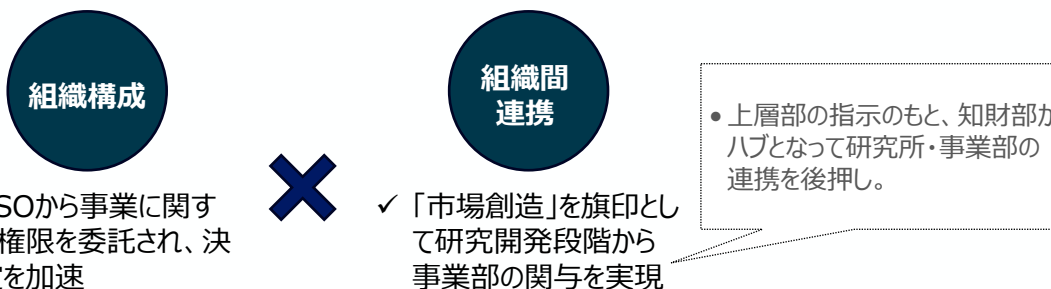 組織構成
SOから事業に関す
権限を委託され、決
を加速
組織間
連携
✓ 「市場創造」を旗印とし
て研究開発段階から
事業部の関与を実現
• 上層部の指示のもと、知財部が
ハブとなって研究所・事業部の
連携を後押し。